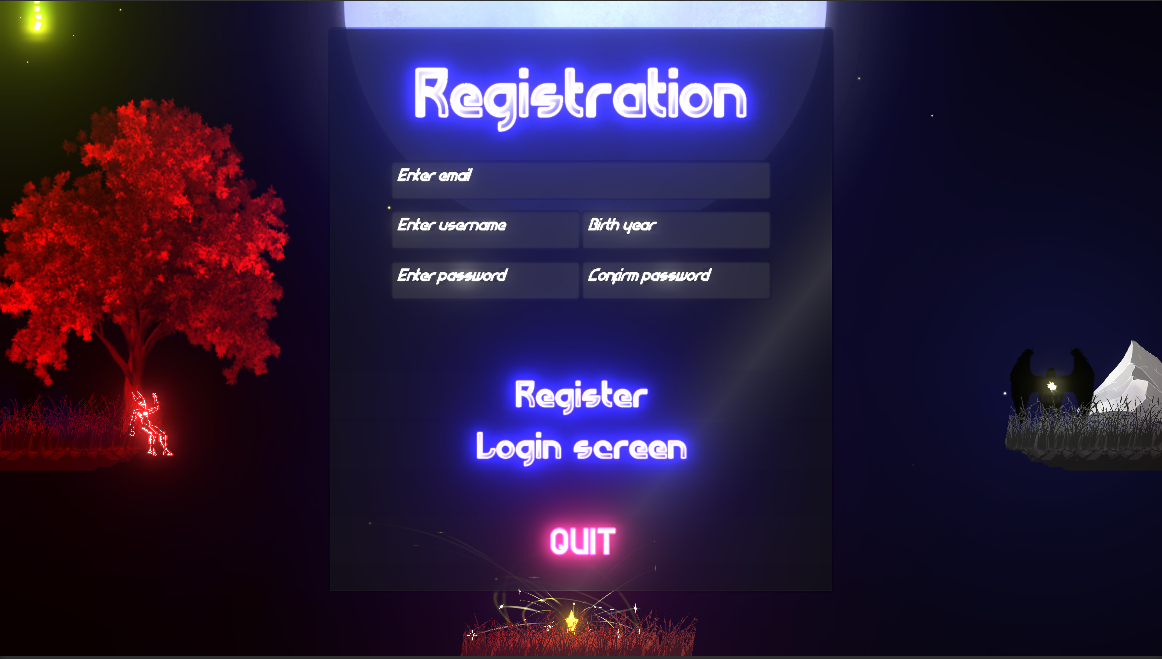 Registration
Enter email
Enter username Birth year
Enter password Confirm password
Register
Login screen
QUIT